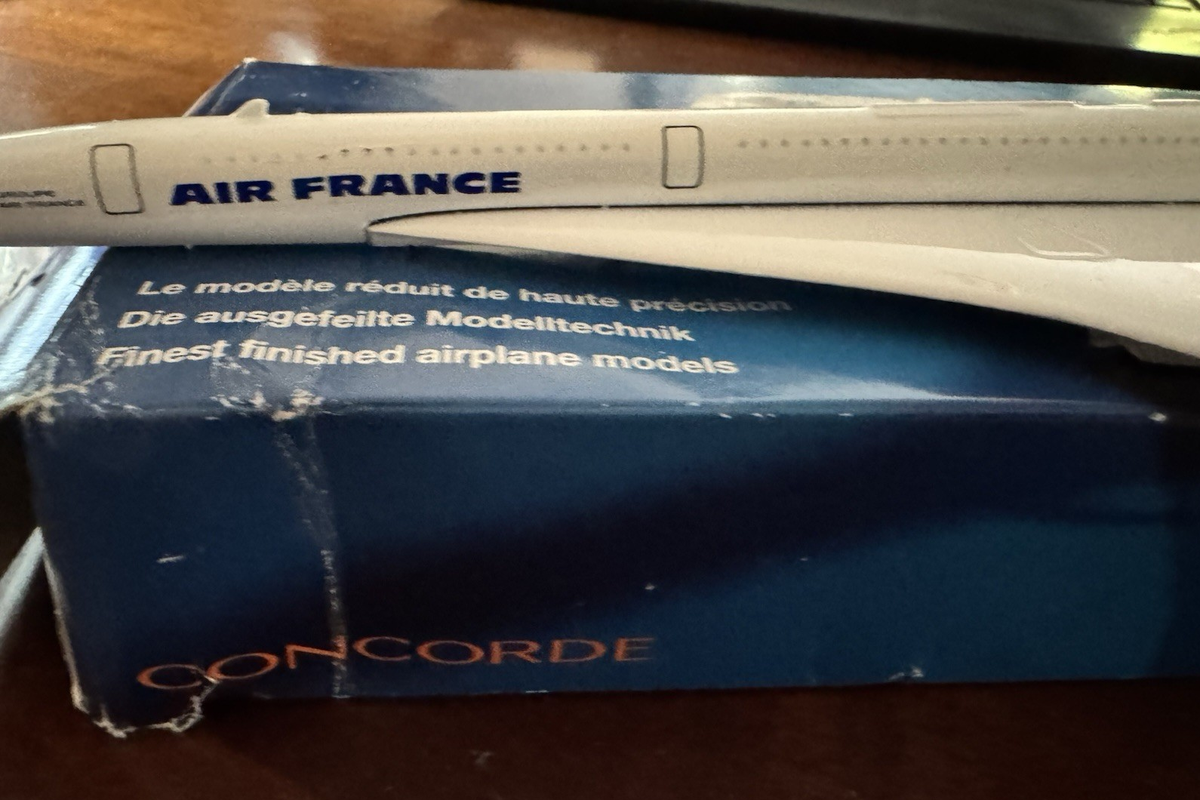 AIR FRANCE
Le modèle réduit de haute précision
Die ausgefeilte Modelltechnik
Finest finished airplane models
CONCORDE